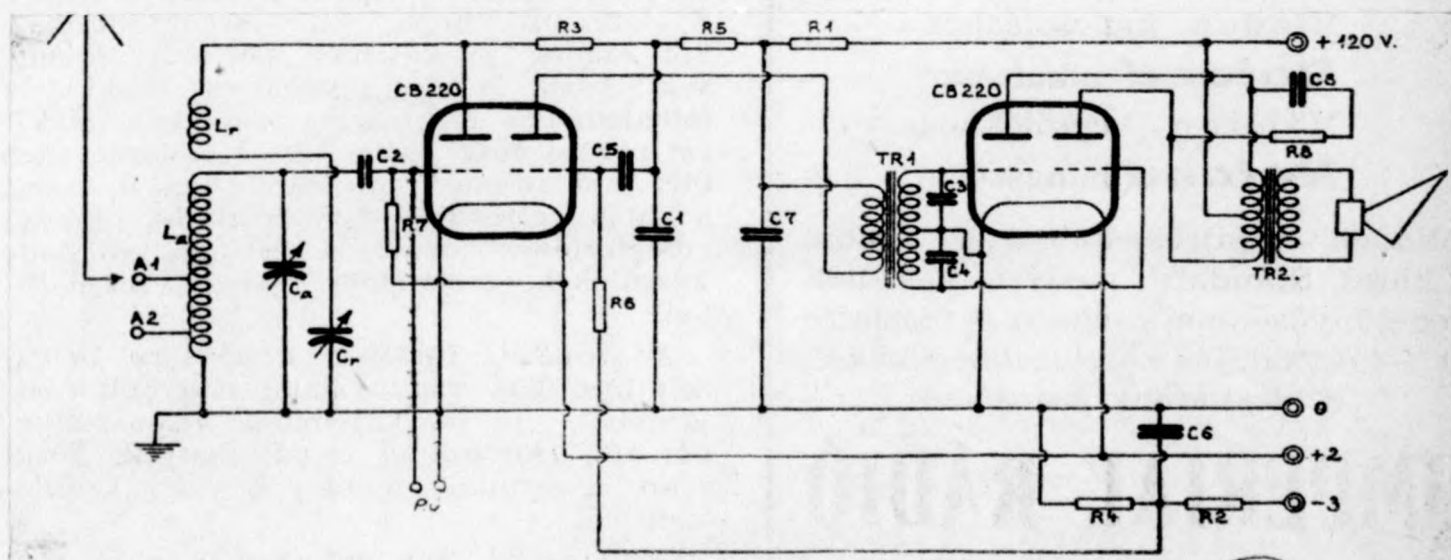 R3 R5 R1 + 120 V.
CB220 CB220 C8
Lr C2 C5 TR1 R8
La R7 C3
A1 Ca C1 C7 C4 TR2
A2 Cr R6
0
C6
+2
P.U R4 R2 -3